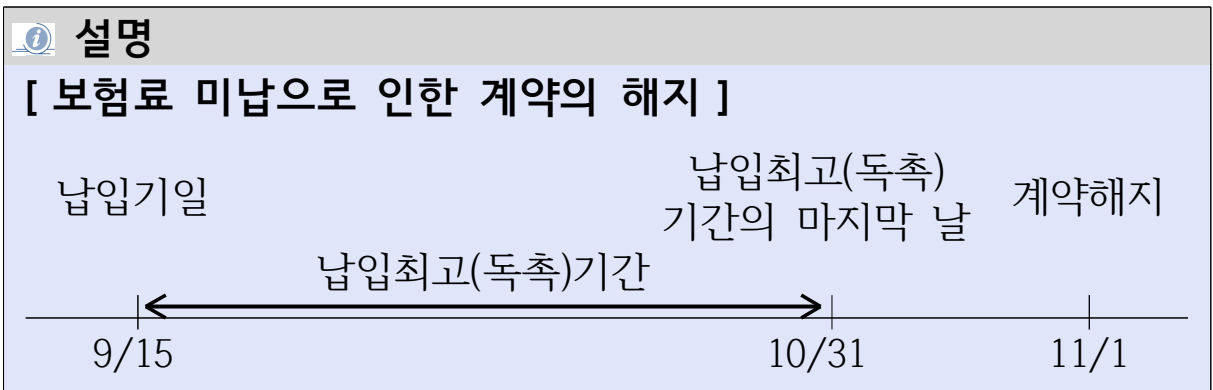 설명
[ 보험료 미납으로 인한 계약의 해지 ]
납입기일
납입최고(독촉)
기간의 마지막 날
계약해지
납입최고(독촉)기간
9/15
10/31
11/1